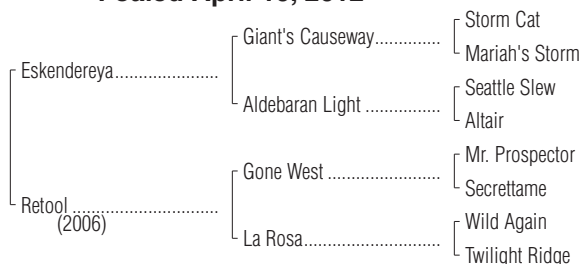 Foaled April 16, 2012
Storm Cat
Giant's Causeway
Mariah's Storm
Eskendereya
Seattle Slew
Aldebaran Light
Altair
Mr. Prospector
Gone West
Secrettame
Retool
(2006)
Wild Again
La Rosa
Twilight Ridge